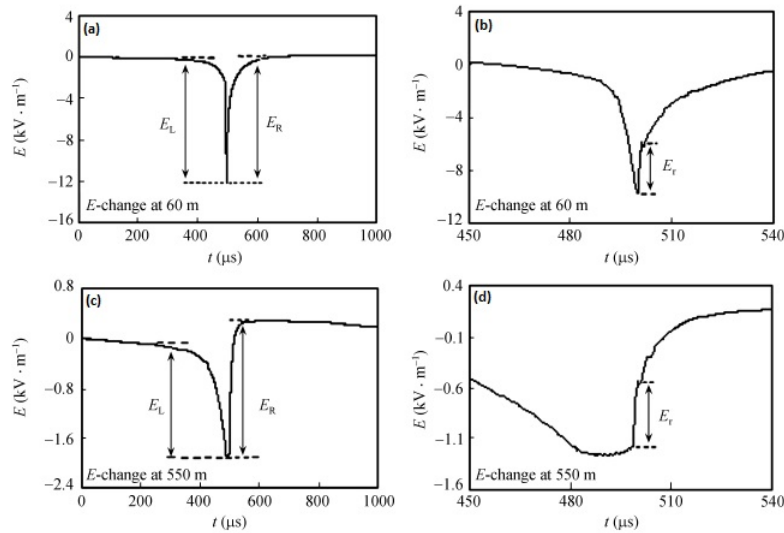 (a)
4
0
−4
−8
−12
−16
E (kV · m⁻¹)
E_L
E_R
E-change at 60 m
0 200 400 600 800 1000
t (μs)
(b)
4
0
−4
−8
−12
E (kV · m⁻¹)
E_r
E-change at 60 m
450 480 510 540
t (μs)
(c)
0.8
0
−0.8
−1.6
−2.4
E (kV · m⁻¹)
E_L
E_R
E-change at 550 m
0 200 400 600 800 1000
t (μs)
(d)
0.4
−0.1
−0.6
−1.1
−1.6
E (kV · m⁻¹)
E_r
E-change at 550 m
450 480 510 540
t (μs)